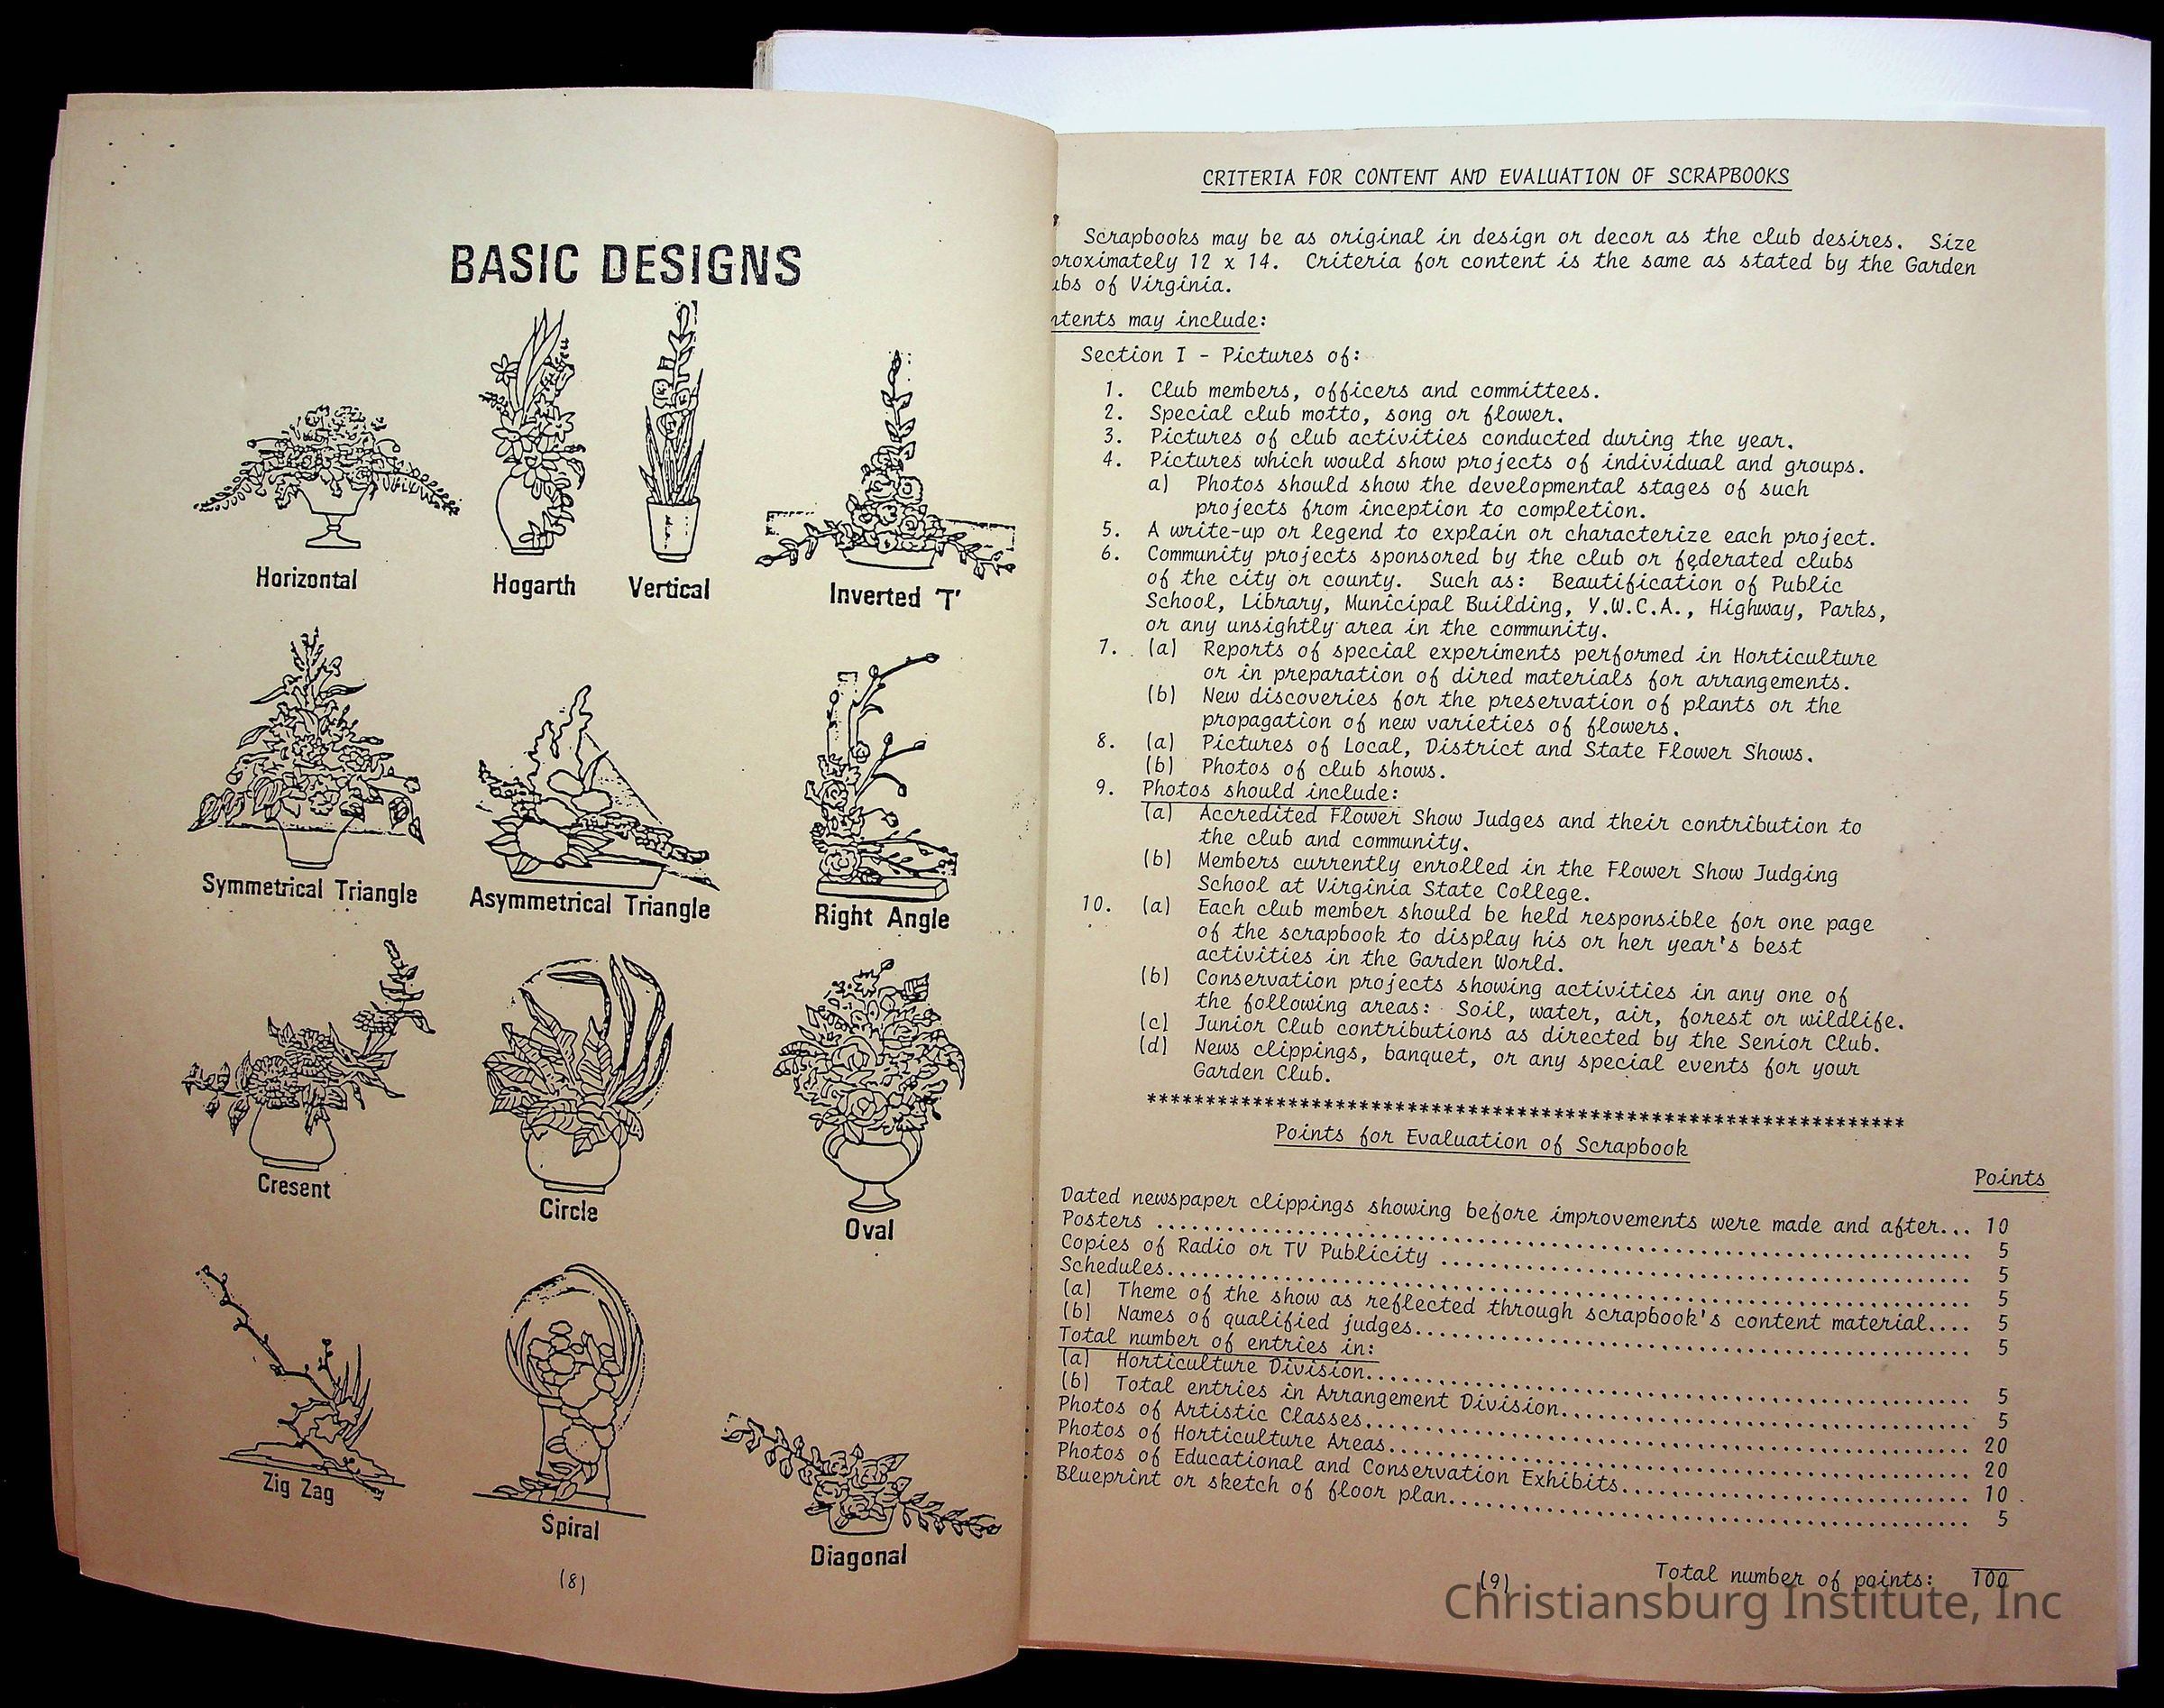 BASIC DESIGNS
Horizontal
Hogarth
Vertical
Inverted 'T'
Symmetrical Triangle
Asymmetrical Triangle
Right Angle
Cresent
Circle
Oval
Zig Zag
Spiral
Diagonal
(8)
CRITERIA FOR CONTENT AND EVALUATION OF SCRAPBOOKS
Scrapbooks may be as original in design or decor as the club desires. Size
proximately 12 x 14. Criteria for content is the same as stated by the Garden
ubs of Virginia.
ntents may include:
Section I - Pictures of:
1. Club members, officers and committees.
2. Special club motto, song or flower.
3. Pictures of club activities conducted during the year.
4. Pictures which would show projects of individual and groups.
a) Photos should show the developmental stages of such
projects from inception to completion.
5. A write-up or legend to explain or characterize each project.
6. Community projects sponsored by the club or federated clubs
of the city or county. Such as: Beautification of Public
School, Library, Municipal Building, Y.W.C.A., Highway, Parks,
or any unsightly area in the community.
7. (a) Reports of special experiments performed in Horticulture
or in preparation of dired materials for arrangements.
(b) New discoveries for the preservation of plants or the
propagation of new varieties of flowers.
8. (a) Pictures of Local, District and State Flower Shows.
(b) Photos of club shows.
9. Photos should include:
(a) Accredited Flower Show Judges and their contribution to
the club and community.
(b) Members currently enrolled in the Flower Show Judging
School at Virginia State College.
10. (a) Each club member should be held responsible for one page
of the scrapbook to display his or her year's best
activities in the Garden World.
(b) Conservation projects showing activities in any one of
the following areas: Soil, water, air, forest or wildlife.
(c) Junior Club contributions as directed by the Senior Club.
(d) News clippings, banquet, or any special events for your
Garden Club.
****************************************************************
Points for Evaluation of Scrapbook
Points
Dated newspaper clippings showing before improvements were made and after... 10
Posters ........ 5
Copies of Radio or TV Publicity ........ 5
Schedules........ 5
(a) Theme of the show as reflected through scrapbook's content material.... 5
(b) Names of qualified judges........ 5
Total number of entries in:
(a) Horticulture Division........ 5
(b) Total entries in Arrangement Division........ 5
Photos of Artistic Classes........ 20
Photos of Horticulture Areas........ 20
Photos of Educational and Conservation Exhibits........ 10
Blueprint or sketch of floor plan........ 5
Total number of points: 100
(9)
Christiansburg Institute, Inc